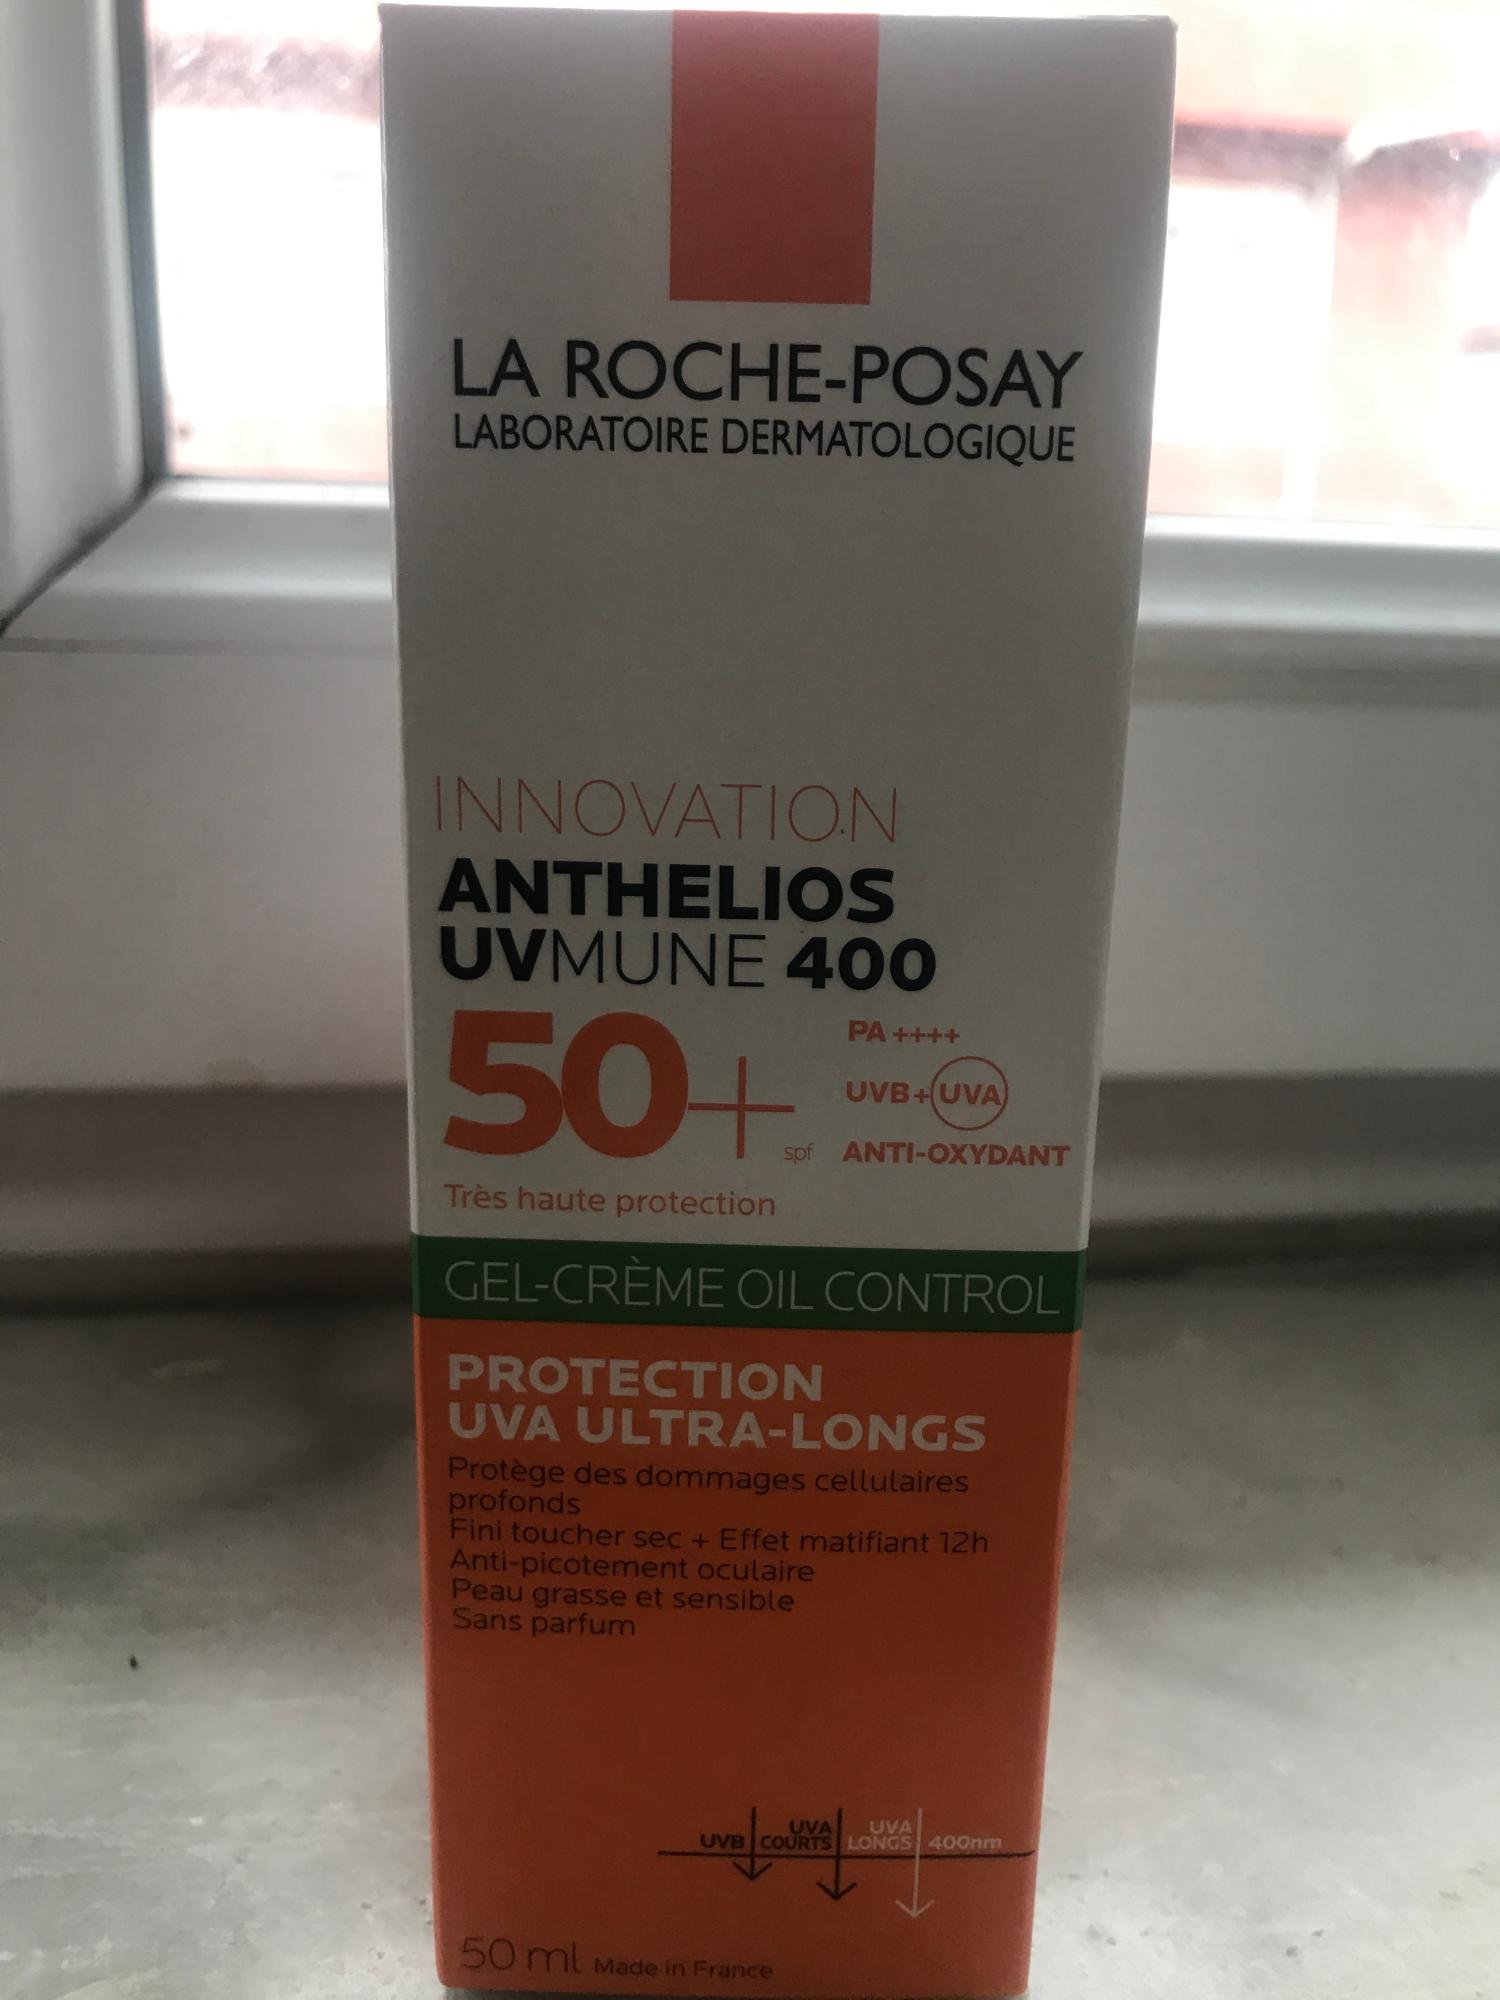 LA ROCHE-POSAY
LABORATOIRE DERMATOLOGIQUE
INNOVATION
ANTHELIOS
UVMUNE 400
50+ spf
PA ++++
UVB+UVA
ANTI-OXYDANT
Très haute protection
GEL-CRÈME OIL CONTROL
PROTECTION
UVA ULTRA-LONGS
Protège des dommages cellulaires
profonds
Fini toucher sec + Effet matifiant 12h
Anti-picotement oculaire
Peau grasse et sensible
Sans parfum
UVB
UVA
COURTS
UVA
LONGS
400nm
50 ml Made in France